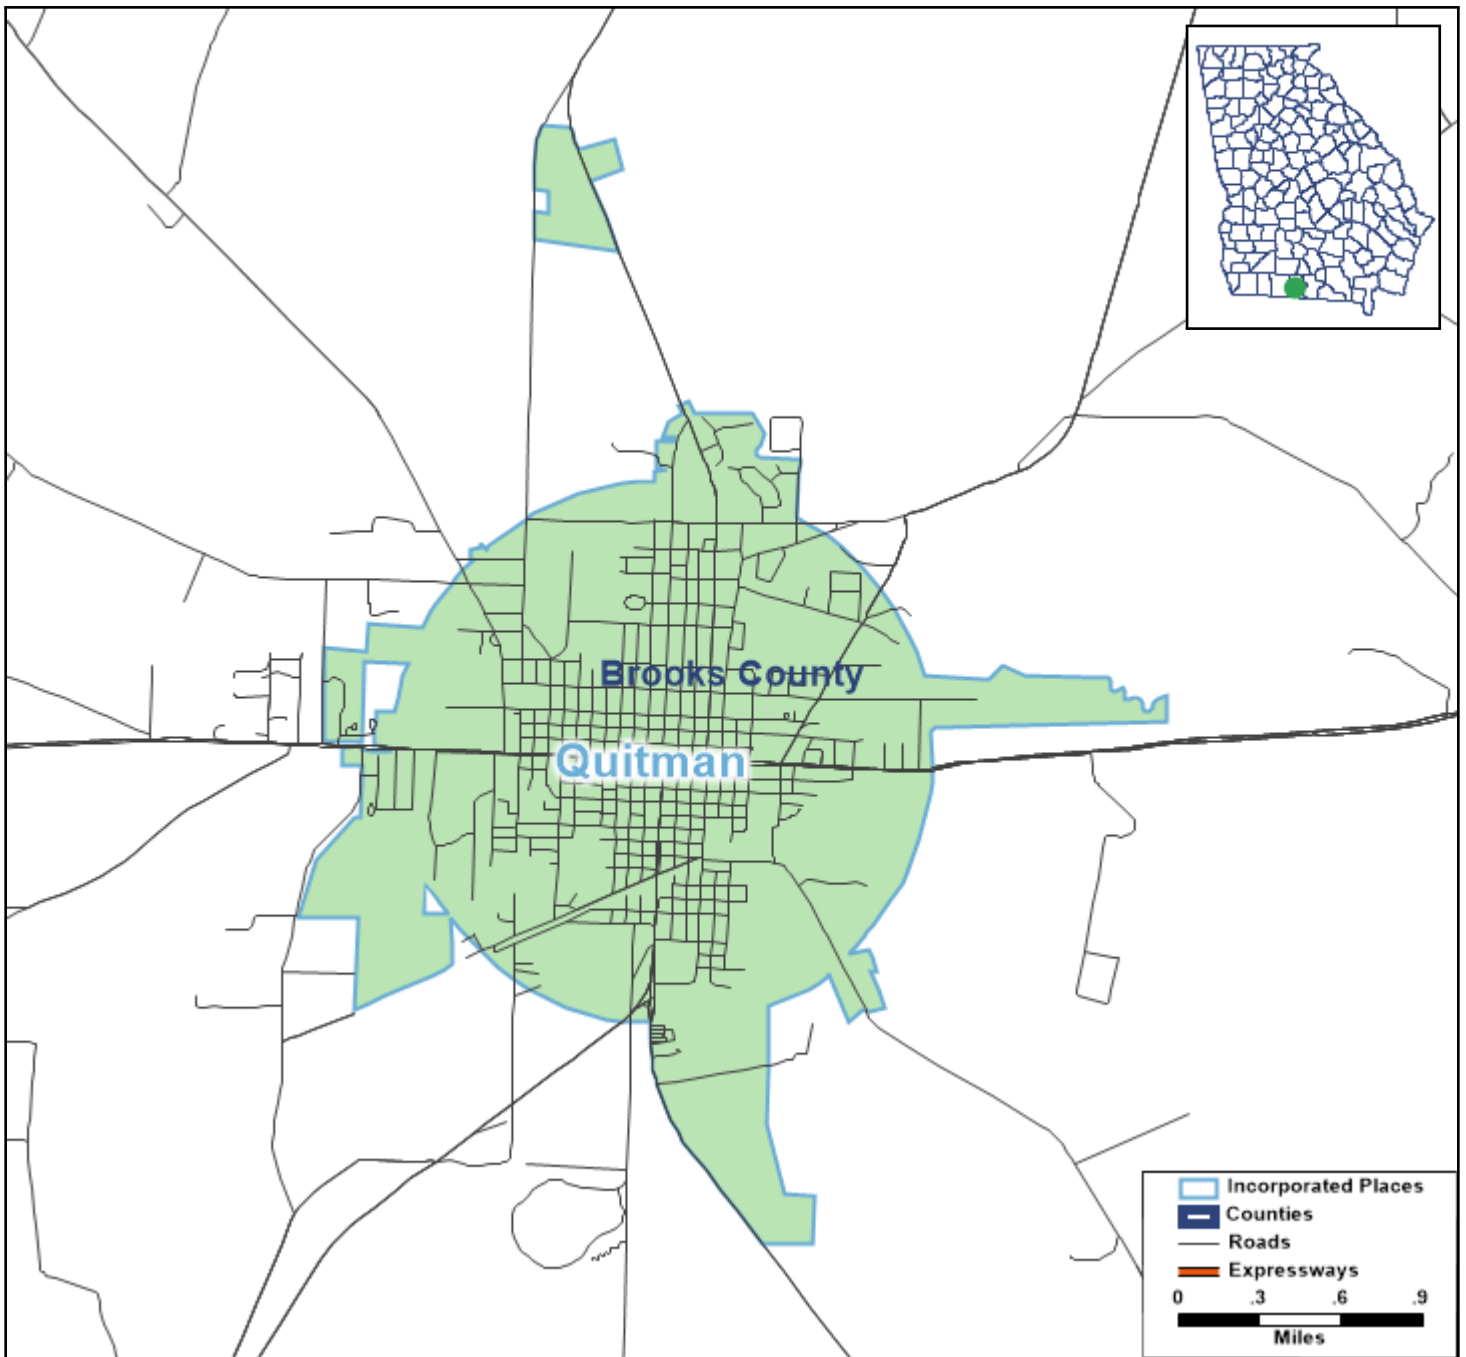 Brooks County
Quitman
Incorporated Places
Counties
Roads
Expressways
0 .3 .6 .9
Miles